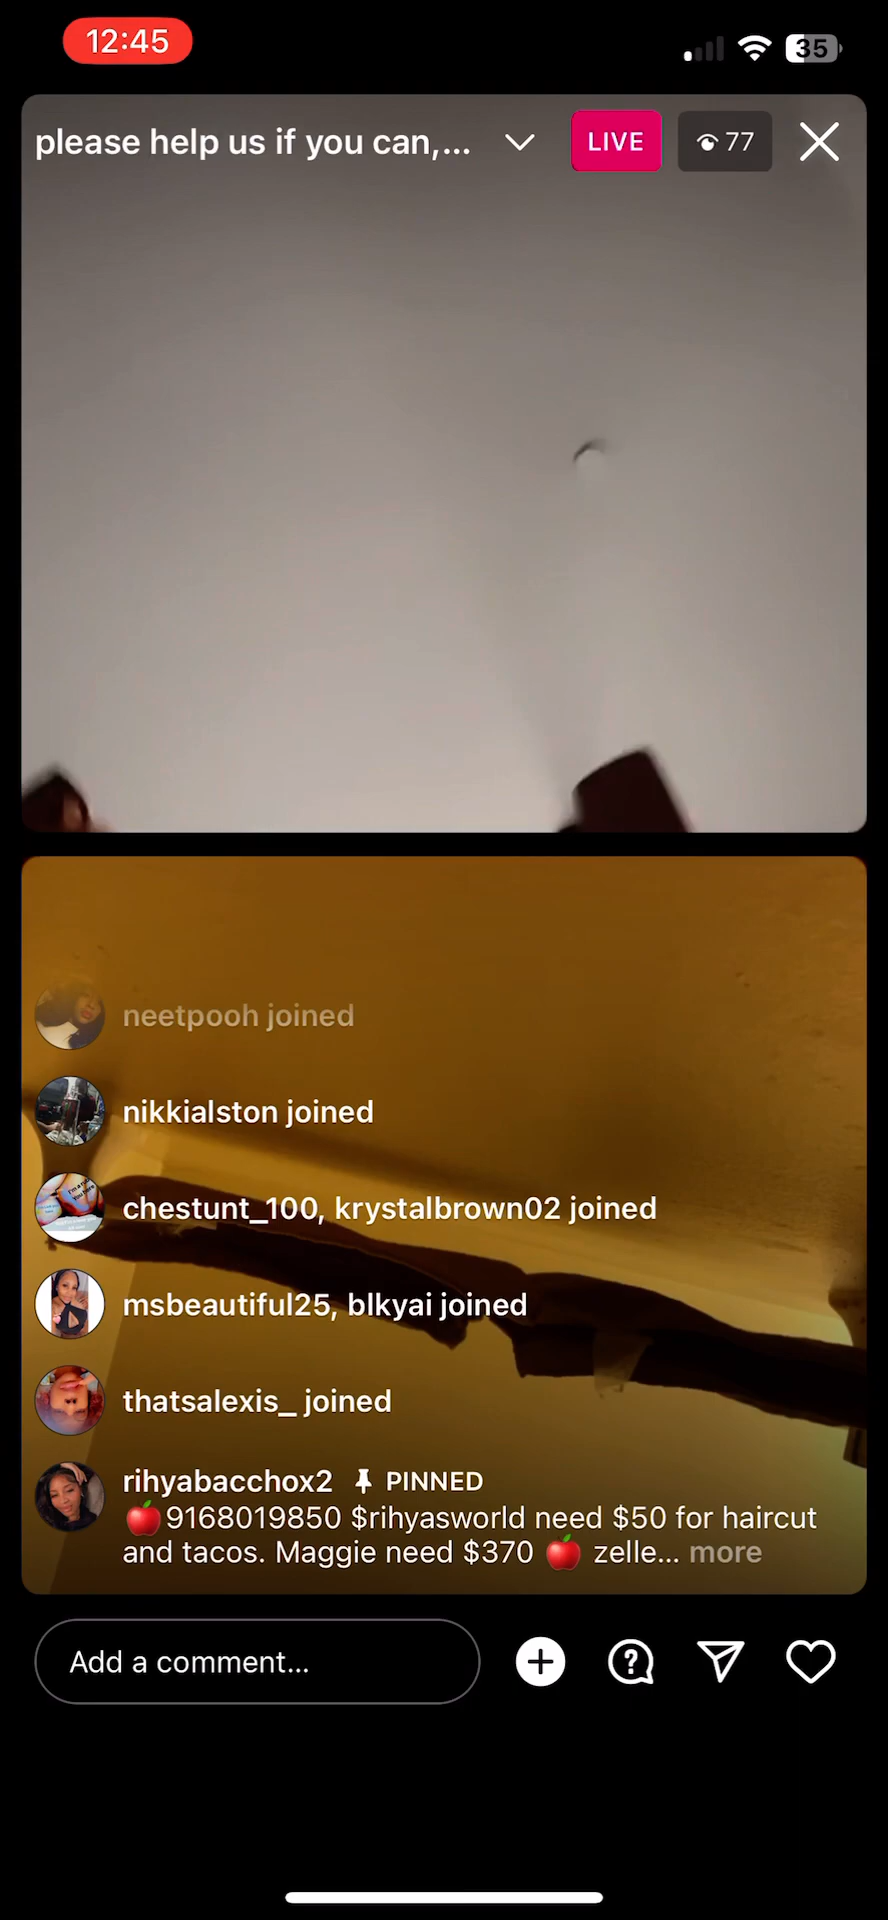 12:45
35
please help us if you can,...
LIVE
77
neetpooh joined
nikkialston joined
chestunt_100, krystalbrown02 joined
msbeautiful25, blkyai joined
thatsalexis_ joined
rihyabacchox2 PINNED
🍎9168019850 $rihyasworld need $50 for haircut
and tacos. Maggie need $370 🍎 zelle... more
Add a comment...